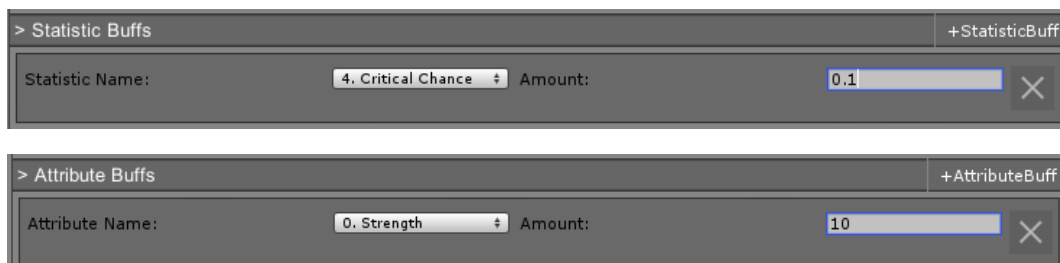 > Statistic Buffs +StatisticBuff
Statistic Name: 4. Critical Chance Amount: 0.1
> Attribute Buffs +AttributeBuff
Attribute Name: 0. Strength Amount: 10